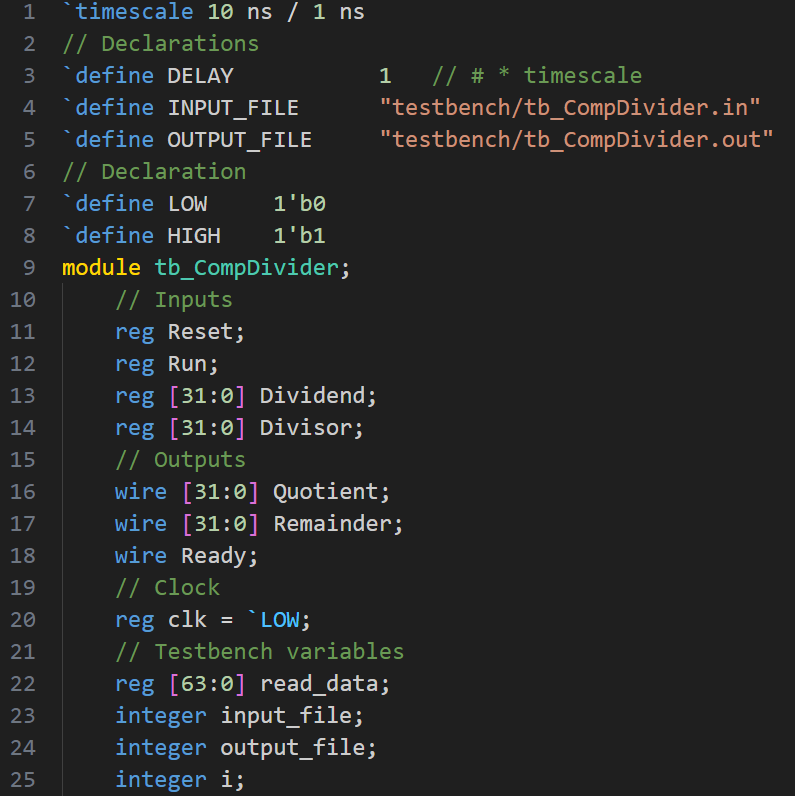 1 `timescale 10 ns / 1 ns
2 // Declarations
3 `define DELAY           1   // # * timescale
4 `define INPUT_FILE      "testbench/tb_CompDivider.in"
5 `define OUTPUT_FILE     "testbench/tb_CompDivider.out"
6 // Declaration
7 `define LOW     1'b0
8 `define HIGH    1'b1
9 module tb_CompDivider;
10     // Inputs
11     reg Reset;
12     reg Run;
13     reg [31:0] Dividend;
14     reg [31:0] Divisor;
15     // Outputs
16     wire [31:0] Quotient;
17     wire [31:0] Remainder;
18     wire Ready;
19     // Clock
20     reg clk = `LOW;
21     // Testbench variables
22     reg [63:0] read_data;
23     integer input_file;
24     integer output_file;
25     integer i;